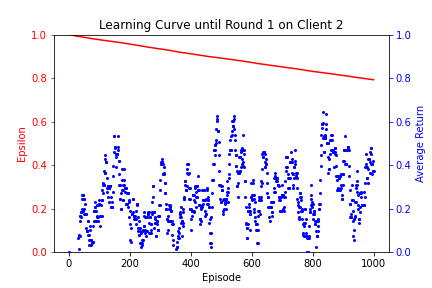 Learning Curve until Round 1 on Client 2
1.0 1.0
0.8 0.8
0.6 0.6
0.4 0.4
0.2 0.2
0.0 0.0
Epsilon
Average Return
0 200 400 600 800 1000
Episode